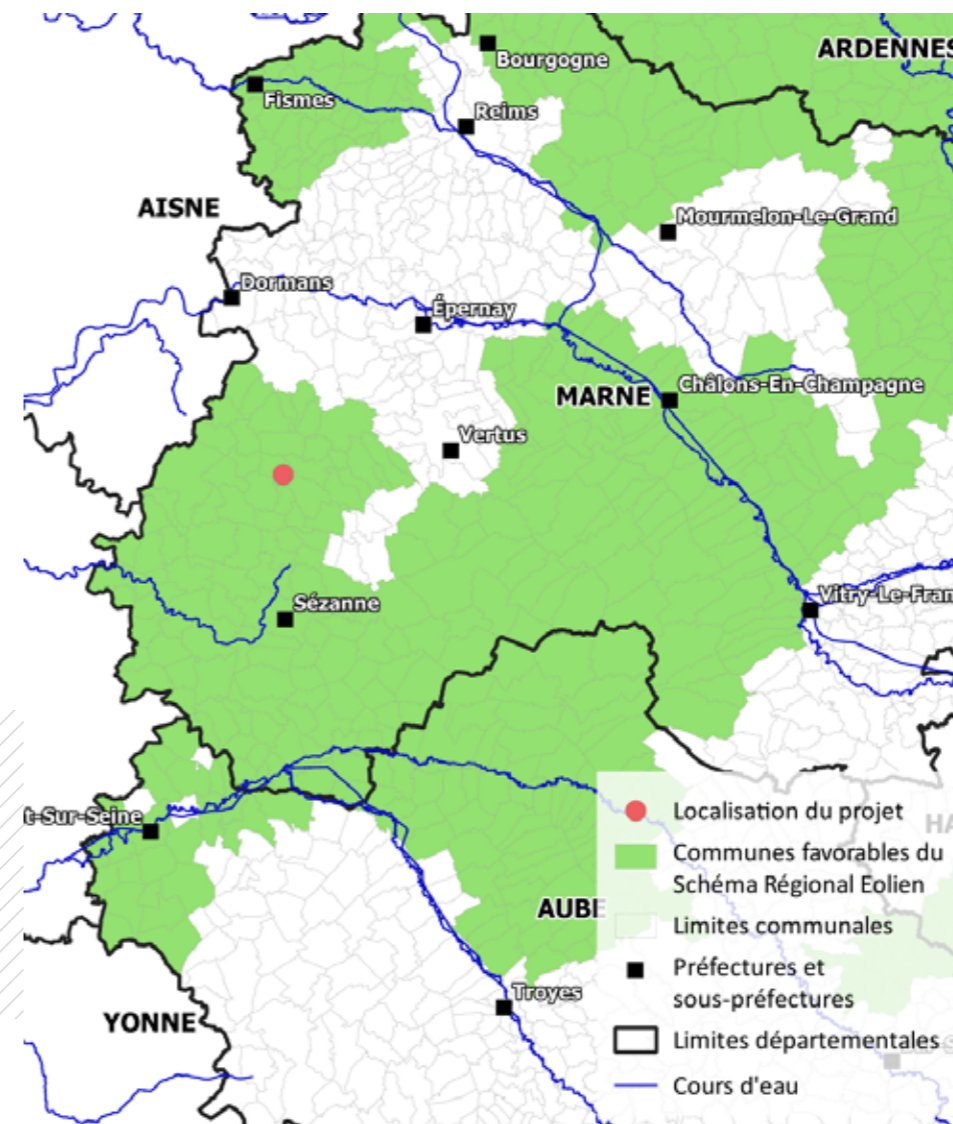 ARDENNES
Bourgogne
Fismes
Reims
AISNE
Mourmelon-Le-Grand
Dormans
Épernay
MARNE
Châlons-En-Champagne
Vertus
Sézanne
Vitry-Le-Fran
t-Sur-Seine
HA
AUBE
Troyes
YONNE
Localisation du projet
Communes favorables du
Schéma Régional Eolien
Limites communales
Préfectures et
sous-préfectures
Limites départementales
Cours d'eau